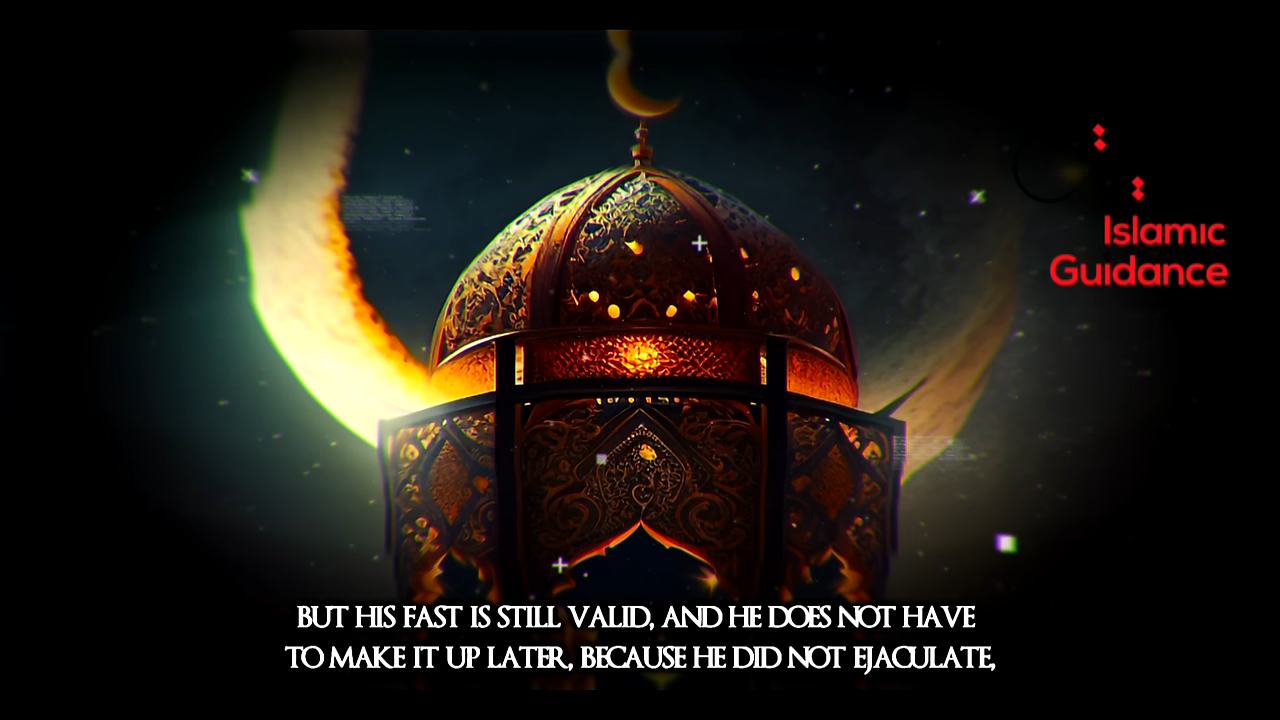 Islamic
Guidance
BUT HIS FAST IS STILL VALID, AND HE DOES NOT HAVE
TO MAKE IT UP LATER, BECAUSE HE DID NOT EJACULATE,